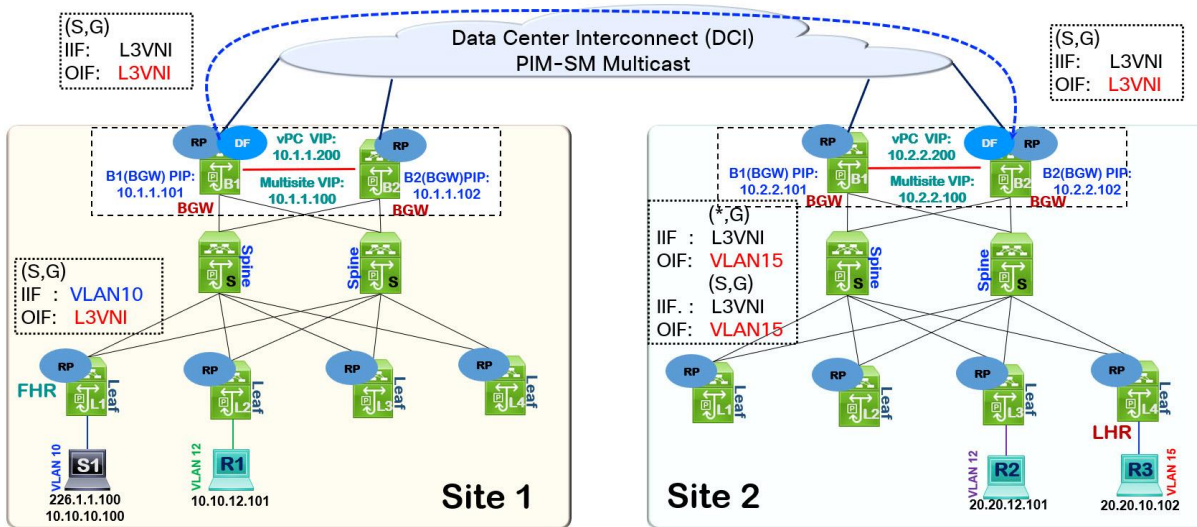 Data Center Interconnect (DCI)
PIM-SM Multicast
(S,G)
IIF: L3VNI
OIF: L3VNI
(S,G)
IIF: L3VNI
OIF: L3VNI
RP
DF
B1
vPC VIP:
10.1.1.200
Multisite VIP:
10.1.1.100
RP
B2
B1(BGW) PIP:
10.1.1.101
BGW
B2(BGW)PIP:
10.1.1.102
BGW
RP
B1
vPC VIP:
10.2.2.200
Multisite VIP:
10.2.2.100
DF
RP
B2
B1(BGW) PIP:
10.2.2.101
BGW
B2(BGW) PIP:
10.2.2.102
BGW
S
Spine
Spine
S
S
Spine
Spine
S
(S,G)
IIF : VLAN10
OIF: L3VNI
(*,G)
IIF : L3VNI
OIF: VLAN15
(S,G)
IIF. : L3VNI
OIF: VLAN15
FHR
RP
L1
Leaf
RP
L2
Leaf
RP
L3
Leaf
RP
L4
Leaf
RP
L1
Leaf
RP
L2
Leaf
RP
L3
Leaf
RP
L4
Leaf
LHR
VLAN 10
S1
226.1.1.100
10.10.10.100
VLAN 12
R1
10.10.12.101
Site 1
Site 2
VLAN 12
R2
20.20.12.101
R3
VLAN 15
20.20.10.102